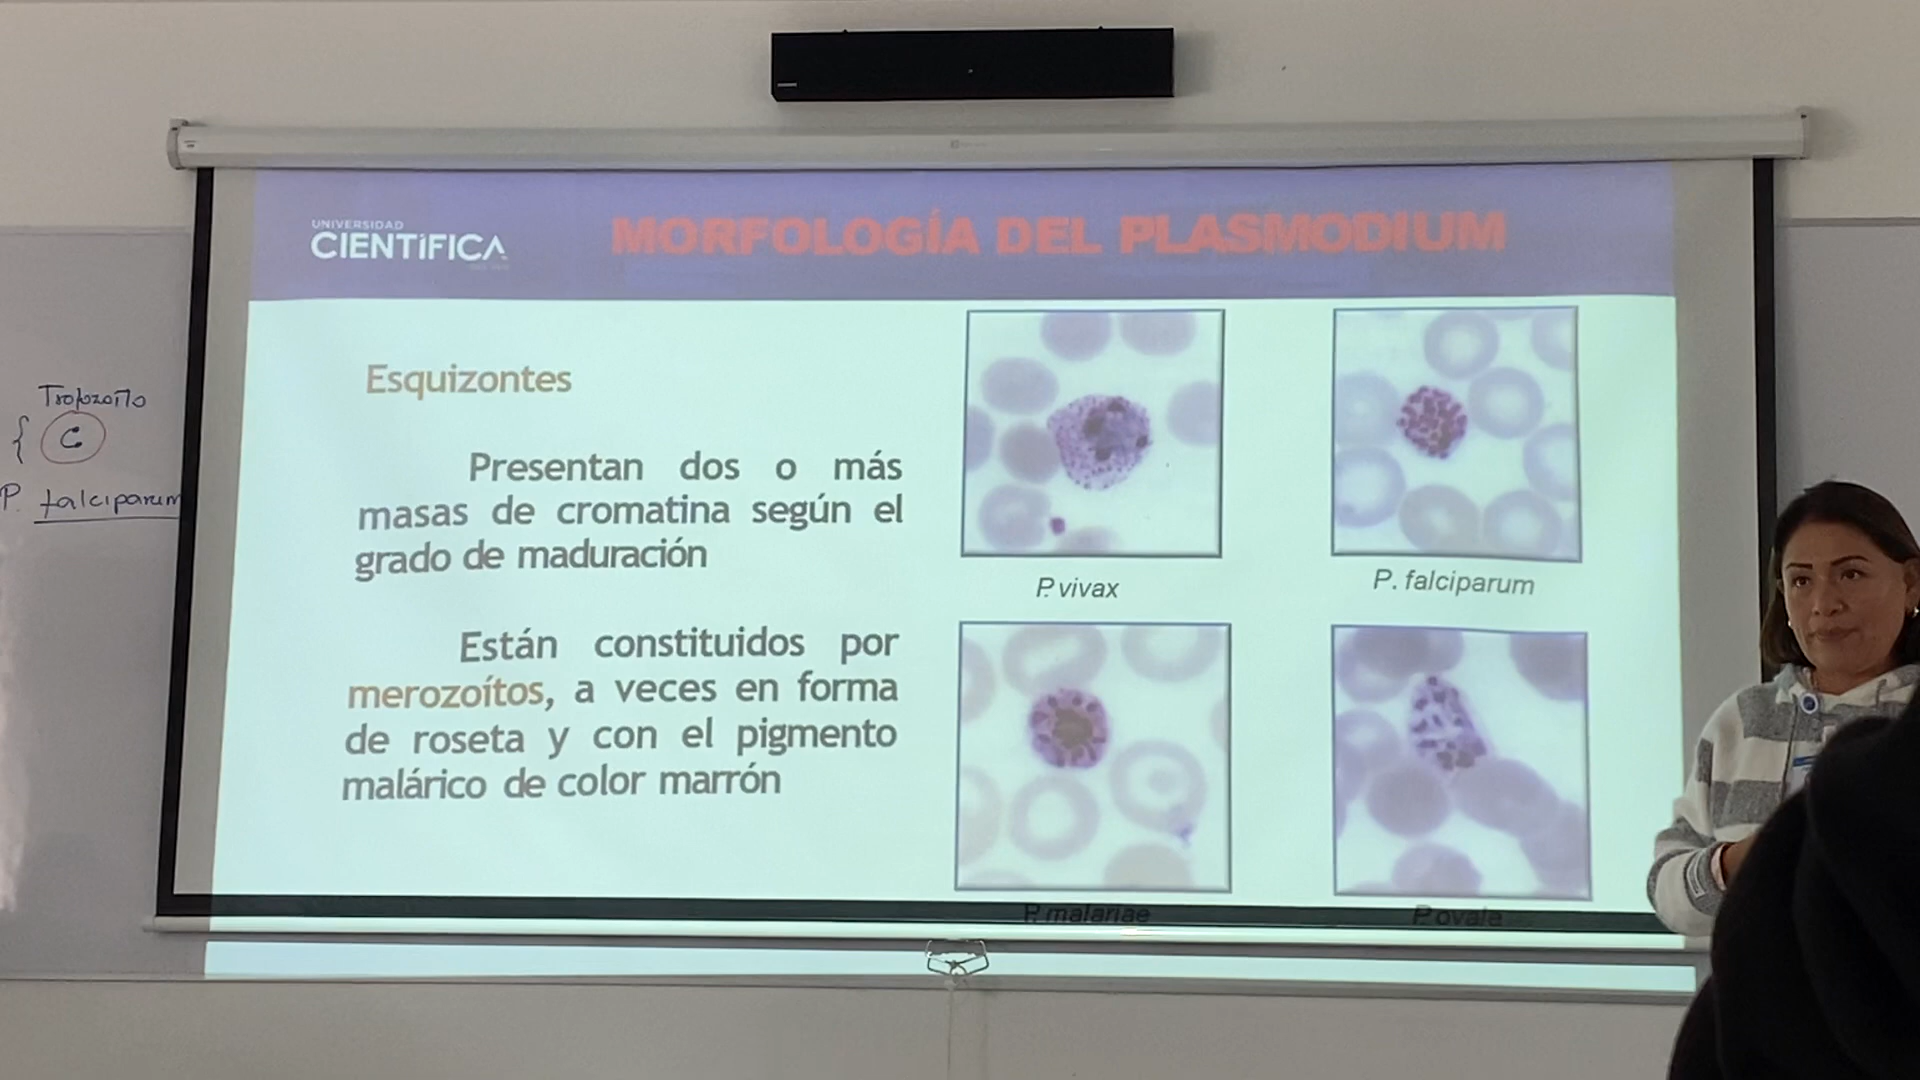 UNIVERSIDAD
CIENTÍFICA
MORFOLOGÍA DEL PLASMODIUM
Esquizontes
Presentan dos o más
masas de cromatina según el
grado de maduración
Están constituidos por
merozoítos, a veces en forma
de roseta y con el pigmento
malárico de color marrón
P. vivax
P. falciparum
P. malariae
P. ovale
Trofozoito
P. falciparum